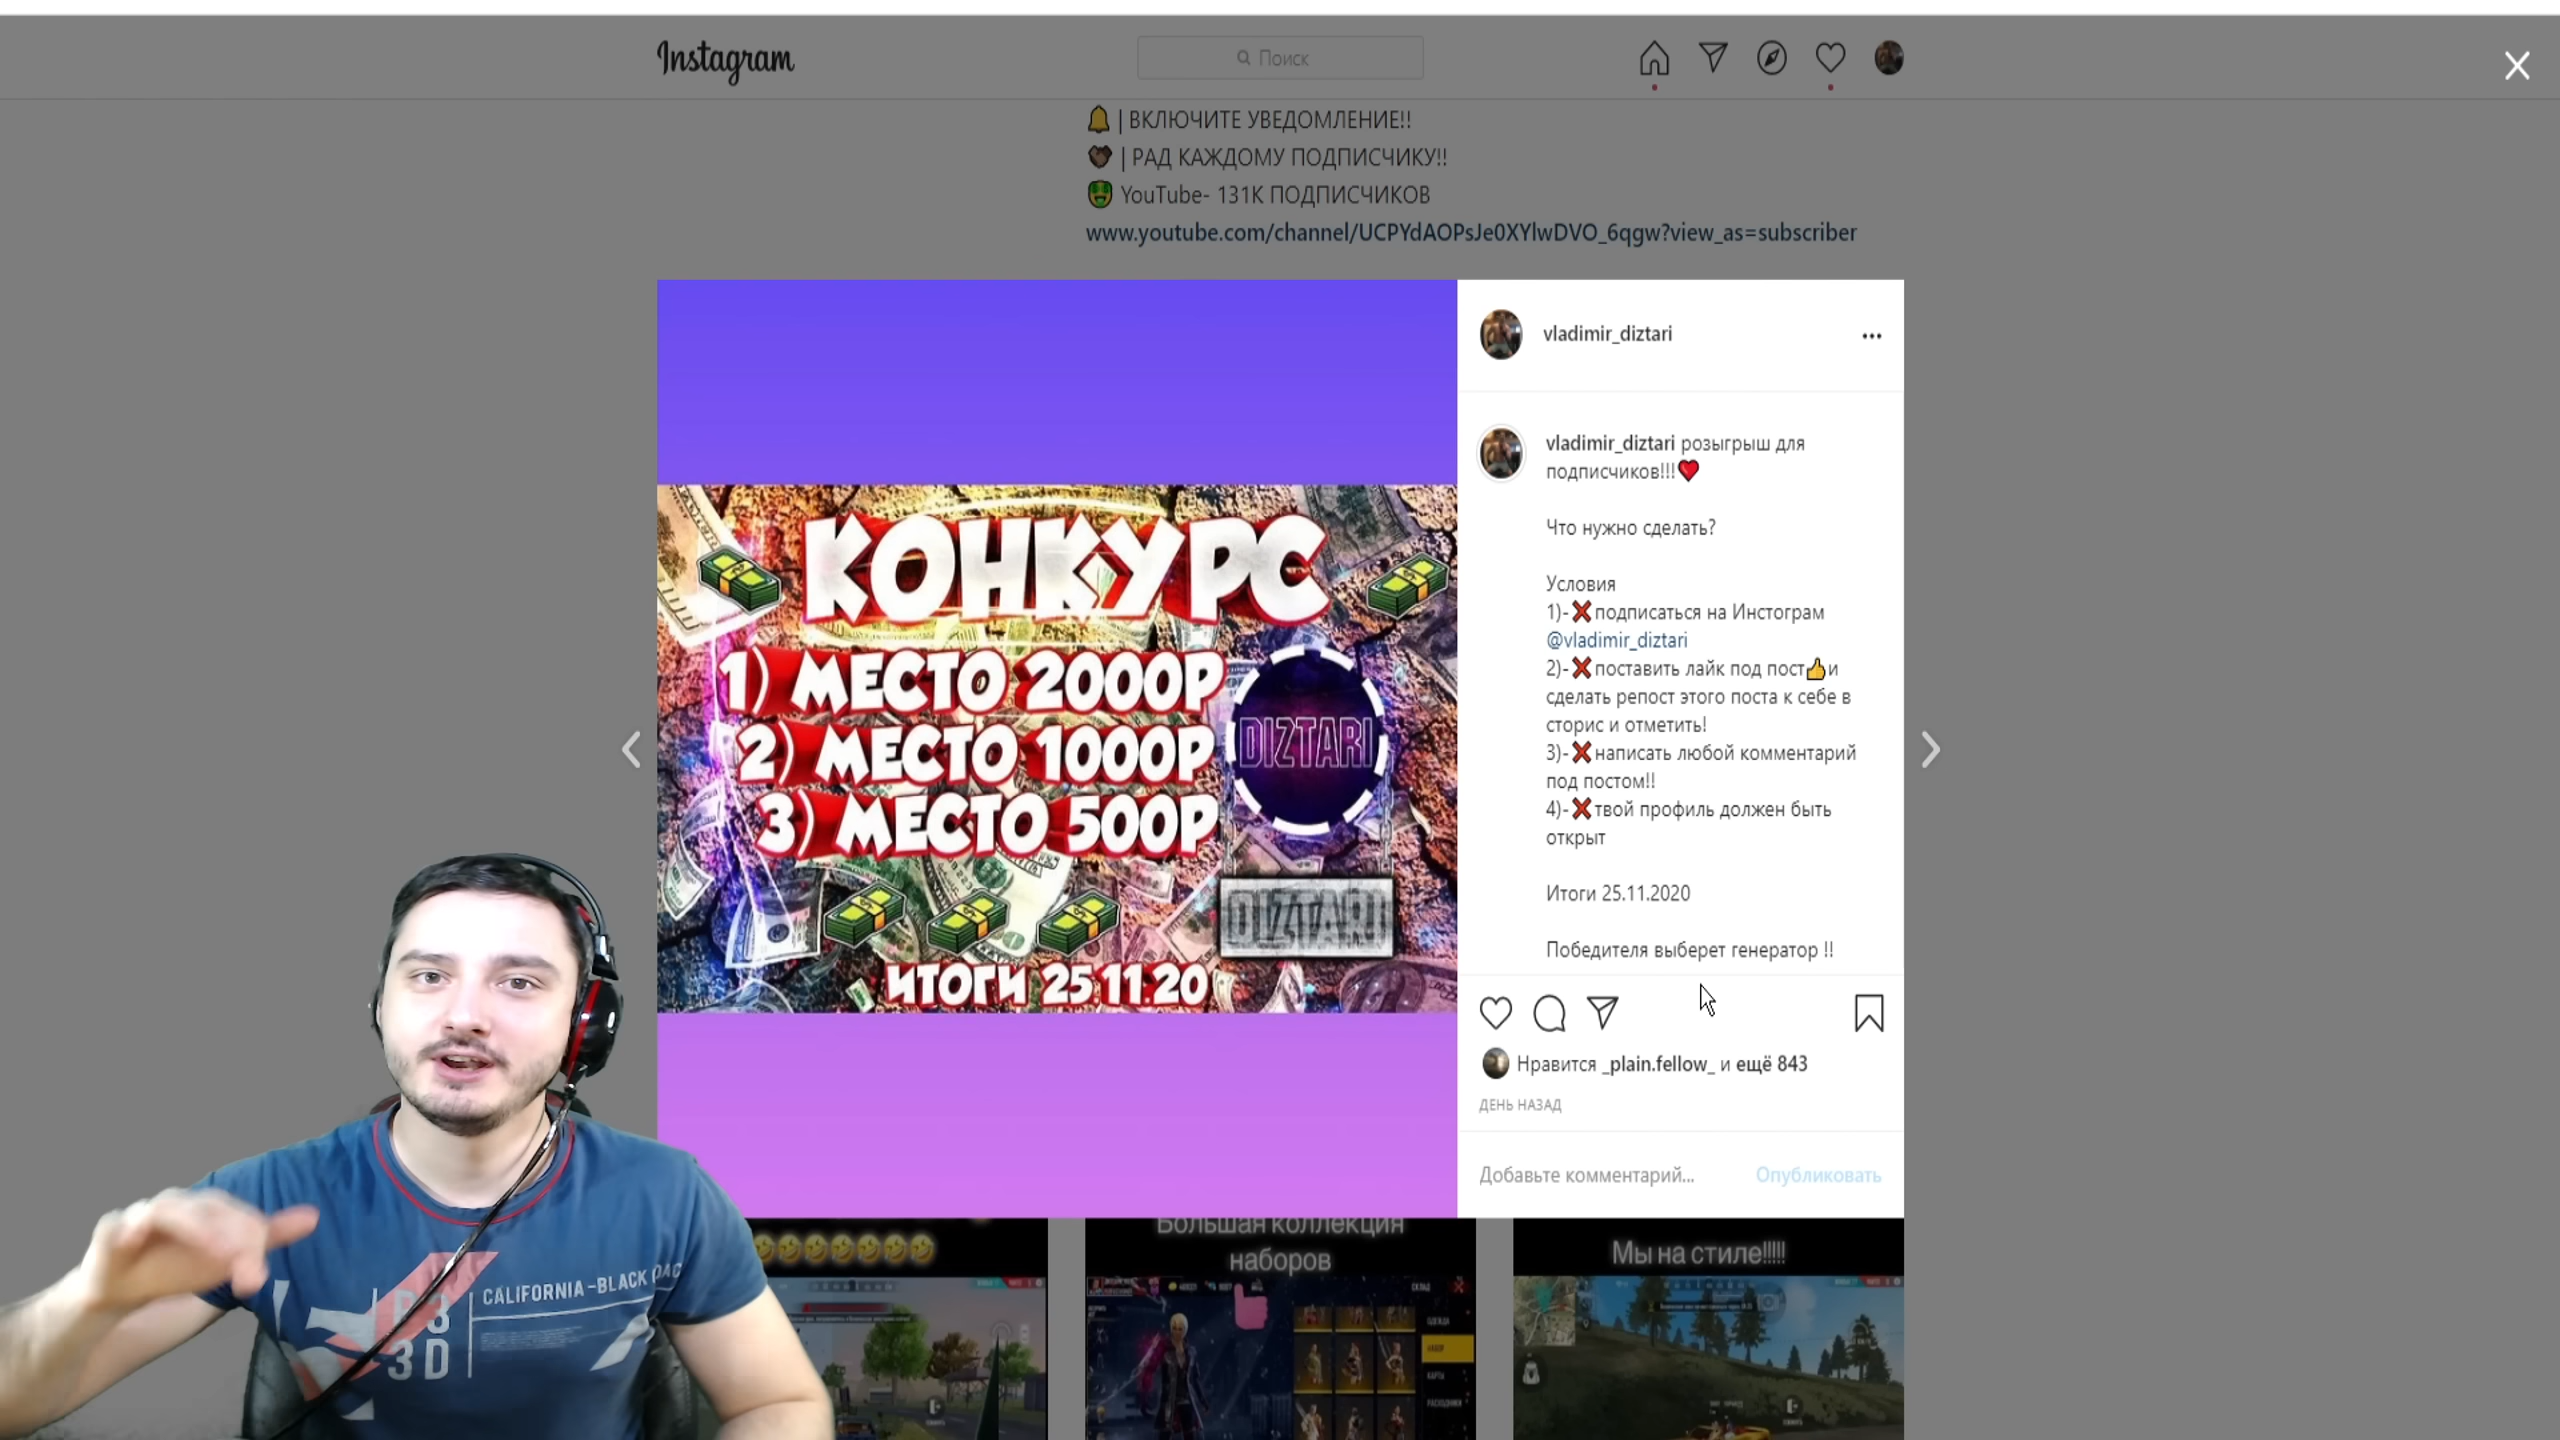 Instagram
Поиск
| ВКЛЮЧИТЕ УВЕДОМЛЕНИЕ!!
| РАД КАЖДОМУ ПОДПИСЧИКУ!!
YouTube- 131К ПОДПИСЧИКОВ
www.youtube.com/channel/UCPYdAOPsJe0XYlwDVO_6qgw?view_as=subscriber
КОНКУРС
1) МЕСТО 2000Р
2) МЕСТО 1000Р
3) МЕСТО 500Р
DIZTARI
DIZTARI
ИТОГИ 25.11.20
vladimir_diztari
vladimir_diztari розыгрыш для
подписчиков!!!❤
Что нужно сделать?
Условия
1)-❌подписаться на Инстограм
@vladimir_diztari
2)-❌поставить лайк под пост👍и
сделать репост этого поста к себе в
сторис и отметить!
3)-❌написать любой комментарий
под постом!!
4)-❌твой профиль должен быть
открыт
Итоги 25.11.2020
Победителя выберет генератор !!
Нравится _plain.fellow_ и ещё 843
ДЕНЬ НАЗАД
Добавьте комментарий...
Опубликовать
Большая коллекция
наборов
Мы на стиле!!!!!
CALIFORNIA-BLACK
3D